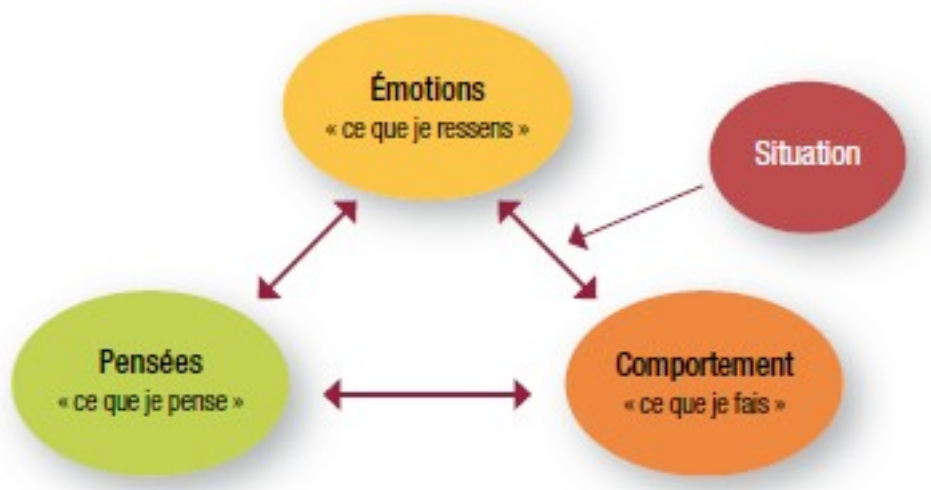 Émotions
« ce que je ressens »
Situation
Pensées
« ce que je pense »
Comportement
« ce que je fais »